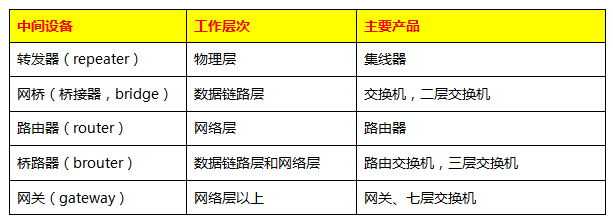 中间设备 工作层次 主要产品
转发器（repeater） 物理层 集线器
网桥（桥接器，bridge） 数据链路层 交换机，二层交换机
路由器（router） 网络层 路由器
桥路器（brouter） 数据链路层和网络层 路由交换机，三层交换机
网关（gateway） 网络层以上 网关、七层交换机